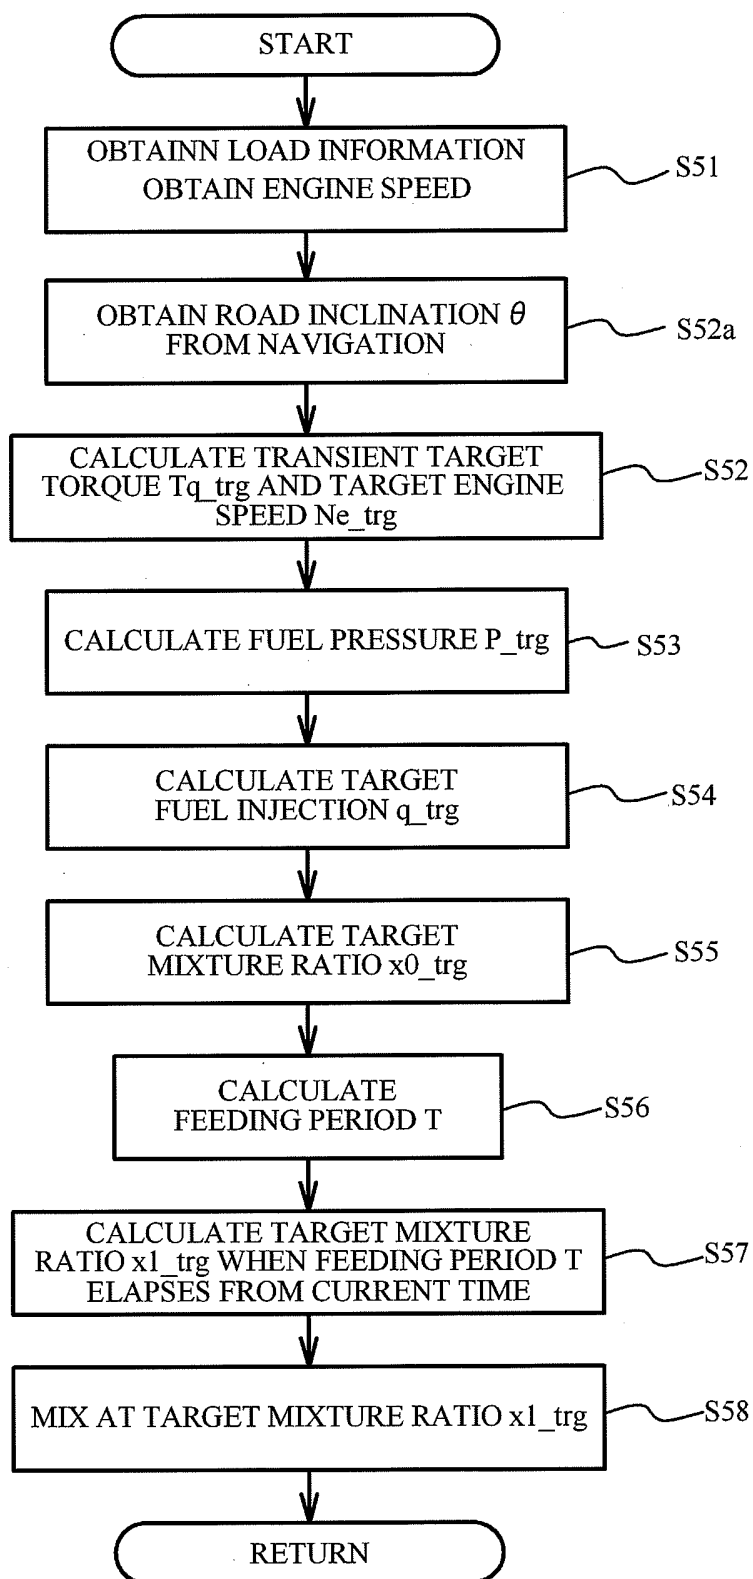 START
OBTAINN LOAD INFORMATION
OBTAIN ENGINE SPEED
S51
OBTAIN ROAD INCLINATION θ
FROM NAVIGATION
S52a
CALCULATE TRANSIENT TARGET
TORQUE Tq_trg AND TARGET ENGINE
SPEED Ne_trg
S52
CALCULATE FUEL PRESSURE P_trg
S53
CALCULATE TARGET
FUEL INJECTION q_trg
S54
CALCULATE TARGET
MIXTURE RATIO x0_trg
S55
CALCULATE
FEEDING PERIOD T
S56
CALCULATE TARGET MIXTURE
RATIO x1_trg WHEN FEEDING PERIOD T
ELAPSES FROM CURRENT TIME
S57
MIX AT TARGET MIXTURE RATIO x1_trg
S58
RETURN